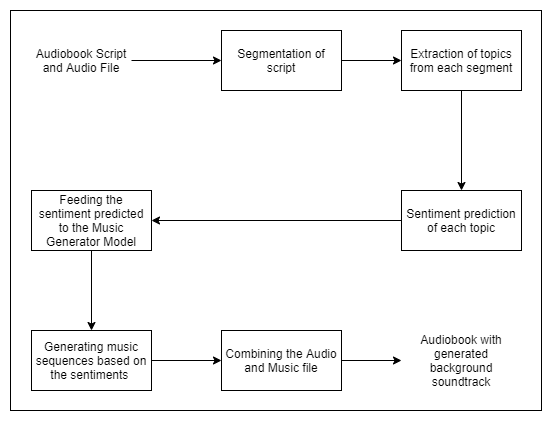 Audiobook Script
and Audio File
Segmentation of
script
Extraction of topics
from each segment
Feeding the
sentiment predicted
to the Music
Generator Model
Sentiment prediction
of each topic
Generating music
sequences based on
the sentiments
Combining the Audio
and Music file
Audiobook with
generated
background
soundtrack